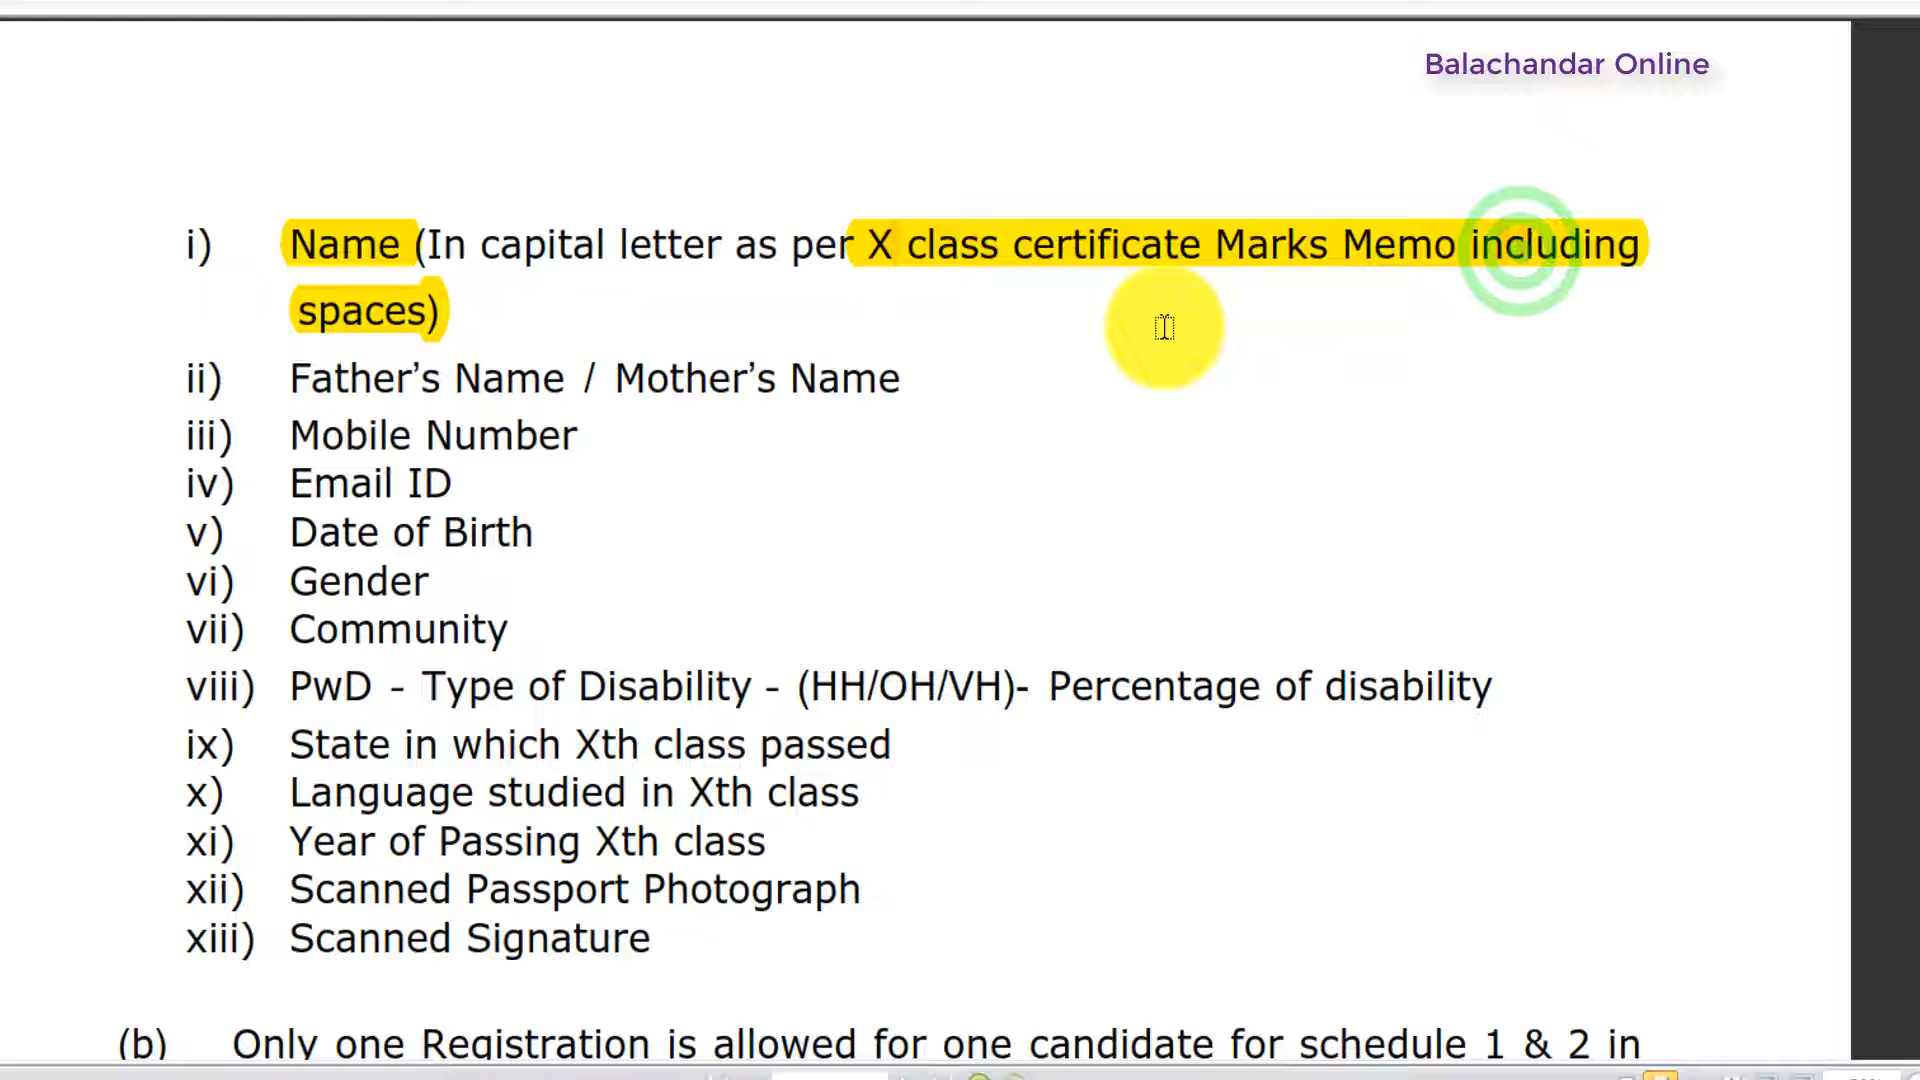 Balachandar Online
i) Name (In capital letter as per X class certificate Marks Memo including
spaces)
ii) Father’s Name / Mother’s Name
iii) Mobile Number
iv) Email ID
v) Date of Birth
vi) Gender
vii) Community
viii) PwD - Type of Disability - (HH/OH/VH)- Percentage of disability
ix) State in which Xth class passed
x) Language studied in Xth class
xi) Year of Passing Xth class
xii) Scanned Passport Photograph
xiii) Scanned Signature
(b) Only one Registration is allowed for one candidate for schedule 1 & 2 in